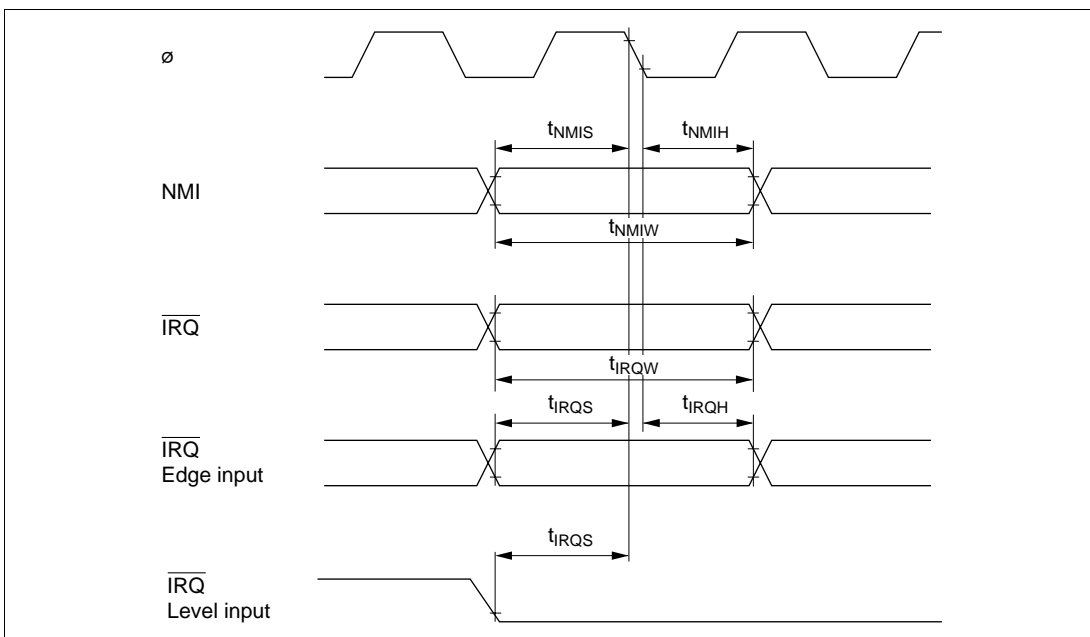 ø
tNMIS
tNMIH
NMI
tNMIW
IRQ
tIRQW
tIRQS
tIRQH
IRQ
Edge input
tIRQS
IRQ
Level input